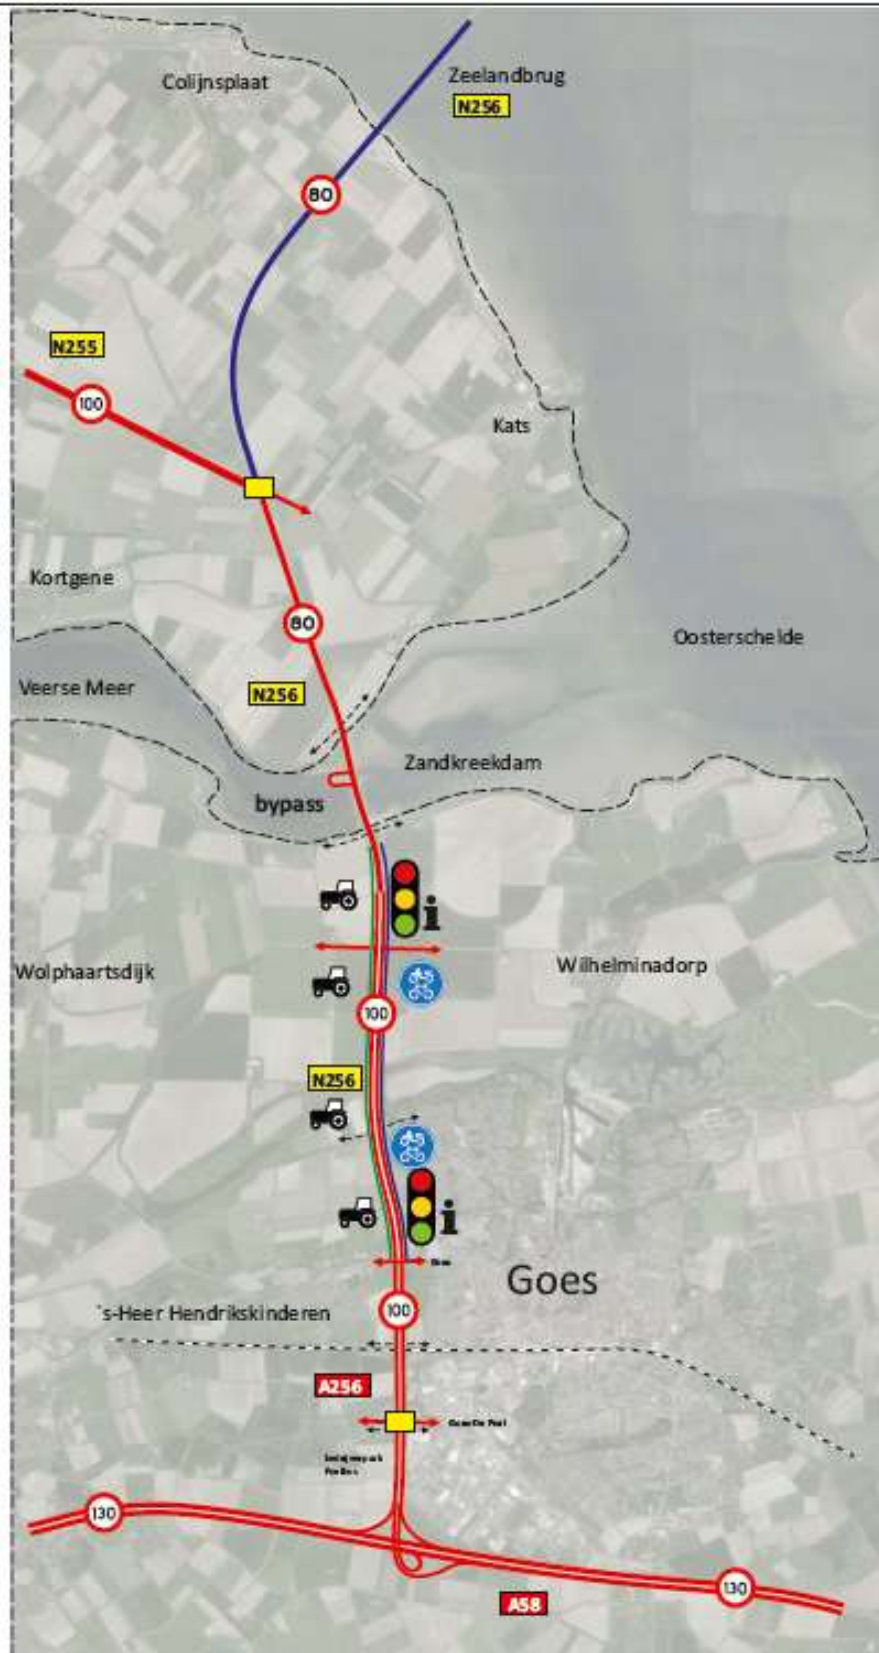 Colijnsplaat
Zeelandbrug
N256
80
N255
100
Kats
Kortgene
80
Oosterschelde
Veerse Meer
N256
Zandkreekdam
bypass
Wolphaartsdijk
Wilhelminadorp
100
N256
Goes
100
's-Heer Hendrikskinderen
A256
130
130
A58